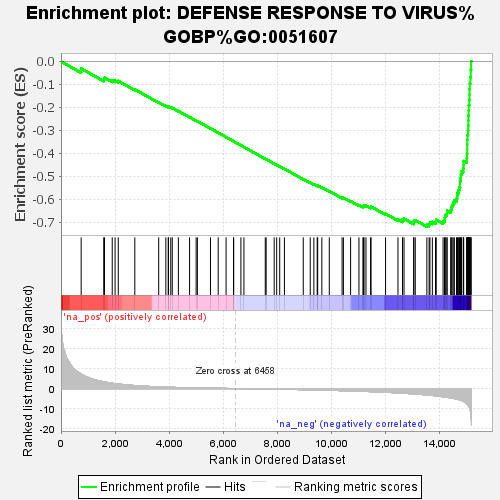 Enrichment plot: DEFENSE RESPONSE TO VIRUS%
GOBP%GO:0051607
Enrichment score (ES)
0.0
-0.1
-0.2
-0.3
-0.4
-0.5
-0.6
-0.7
Ranked list metric (PreRanked)
'na_pos' (positively correlated)
30
20
10
0
-10
-20
Zero cross at 6458
'na_neg' (negatively correlated)
0
2,000
4,000
6,000
8,000
10,000
12,000
14,000
Rank in Ordered Dataset
Enrichment profile
Hits
Ranking metric scores